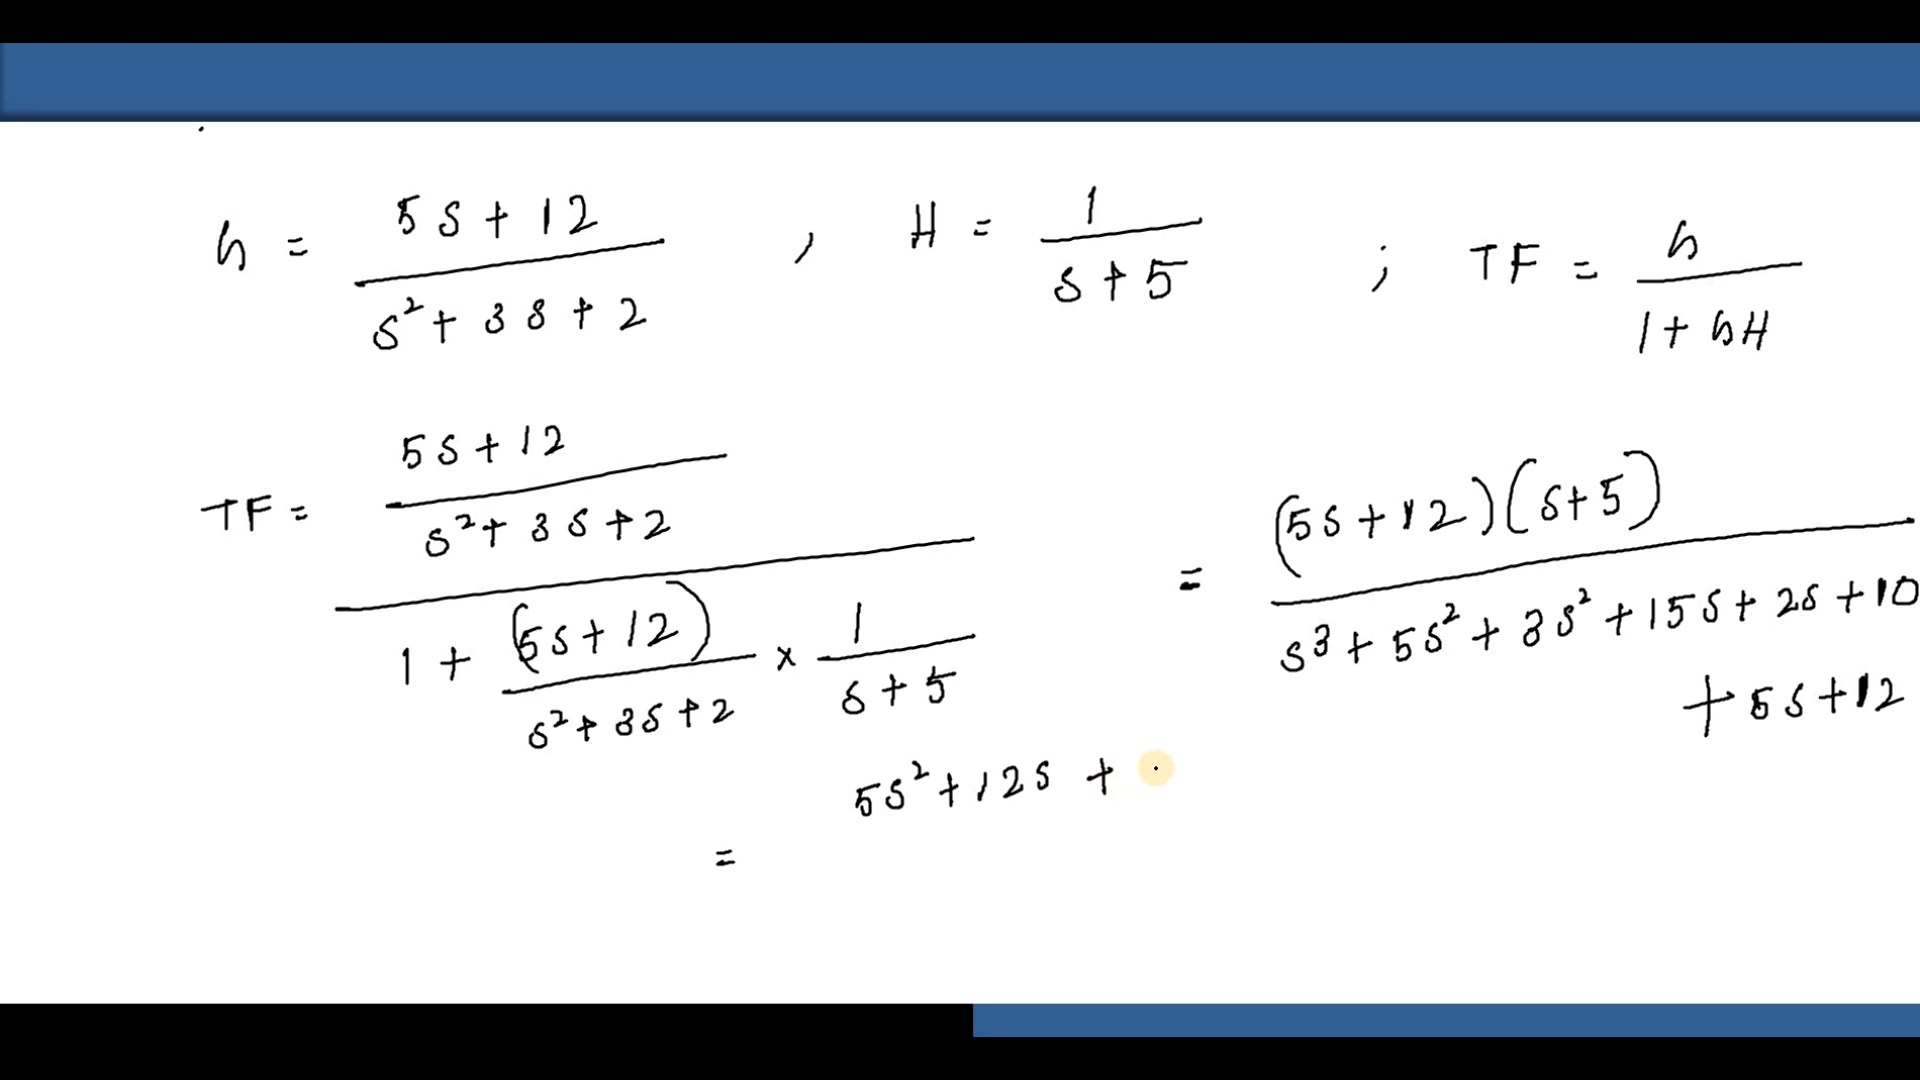 G = (5s+12)/(s²+3s+2) , H = 1/(s+5) ; TF = G/(1+GH)
TF = ((5s+12)/(s²+3s+2))/(1+(5s+12)/(s²+3s+2) × 1/(s+5)) = (5s+12)(s+5)/(s³+5s²+3s²+15s+2s+10+5s+12)
= 5s²+12s+